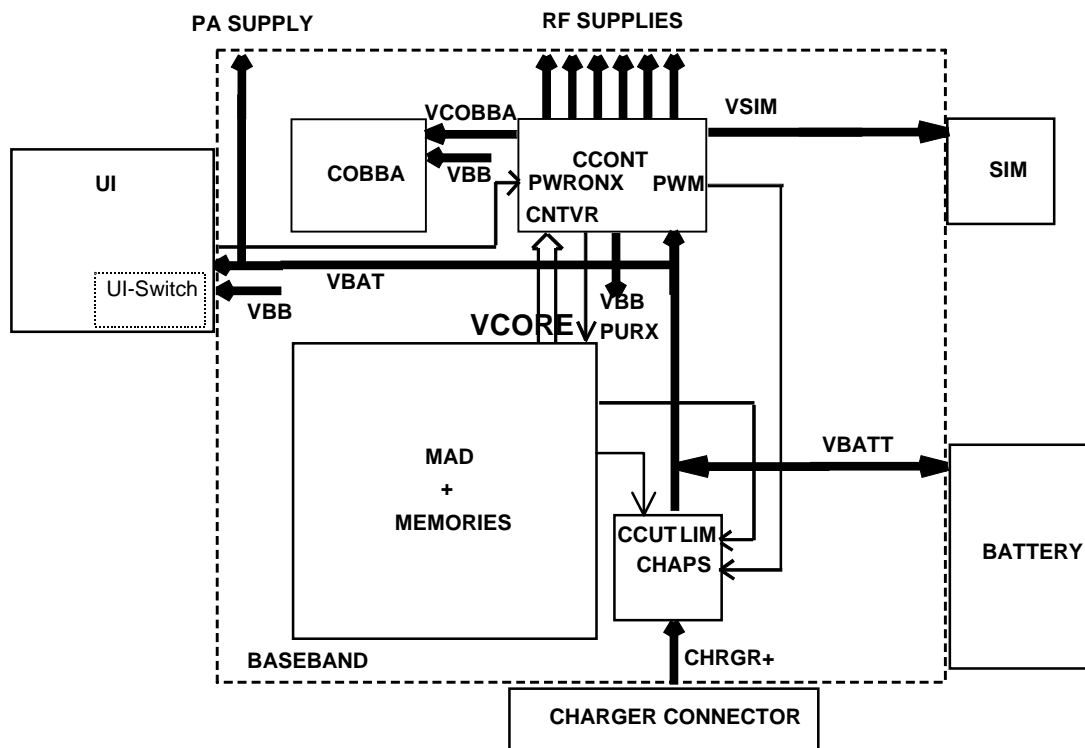 PA SUPPLY
RF SUPPLIES
VCOBBA
VSIM
COBBA
VBB
CCONT
PWRONX
PWM
CNTVR
SIM
UI
UI-Switch
VBAT
VBB
VBB
VCORE
PURX
MAD
+
MEMORIES
VBATT
CCUT LIM
CHAPS
BATTERY
BASEBAND
CHRGR+
CHARGER CONNECTOR